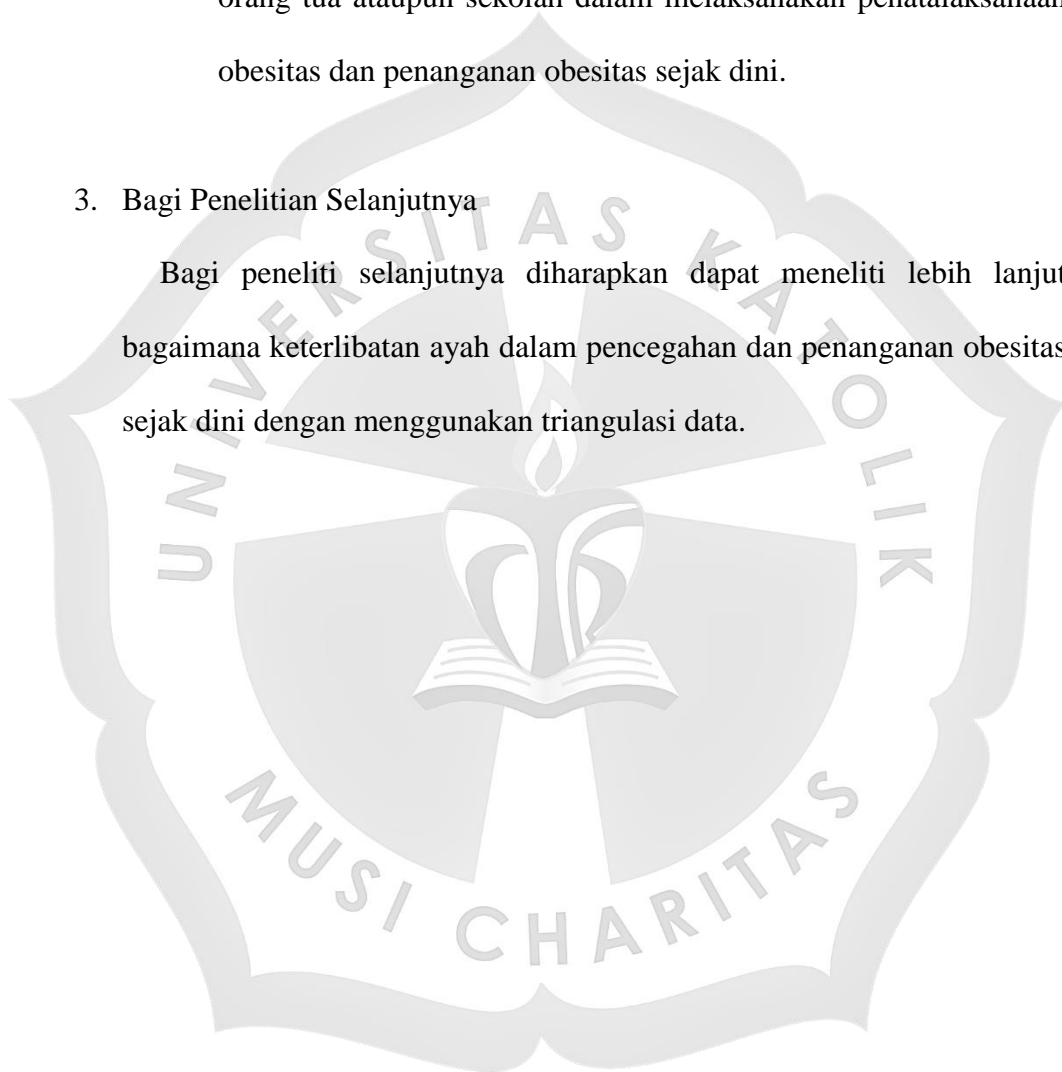 orang tua ataupun sekolah dalam melaksanakan penatalaksanaan
obesitas dan penanganan obesitas sejak dini.
3. Bagi Penelitian Selanjutnya
Bagi peneliti selanjutnya diharapkan dapat meneliti lebih lanjut
bagaimana keterlibatan ayah dalam pencegahan dan penanganan obesitas
sejak dini dengan menggunakan triangulasi data.
UNIVERSITAS KATOLIK
MUSI CHARITAS